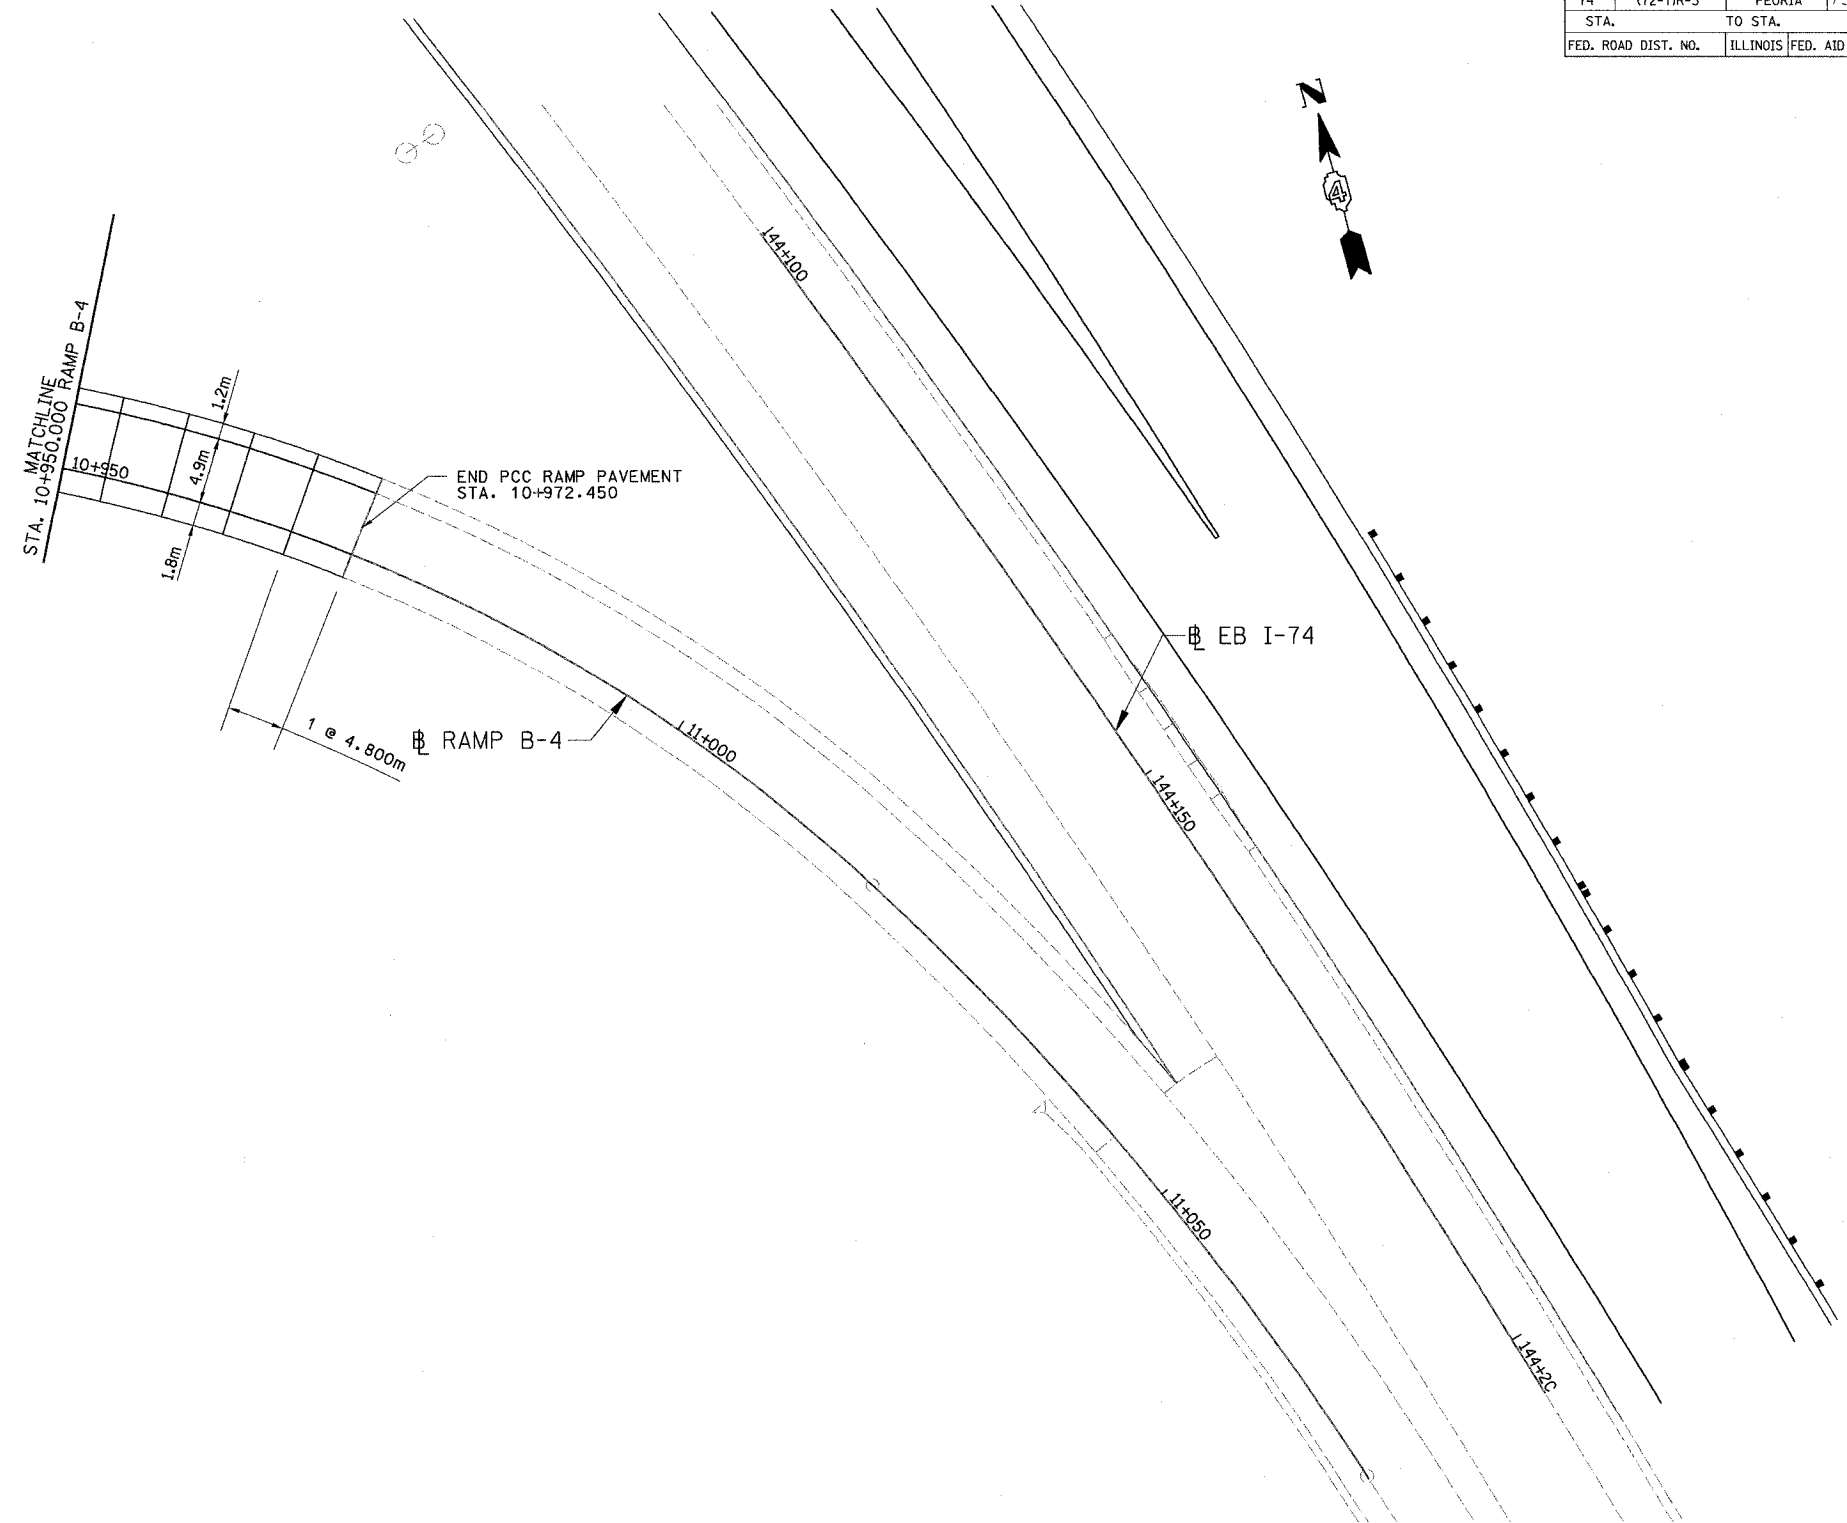 PEORIA
STA. TO STA.
FED. ROAD DIST. NO. ILLINOIS FED. AID
N
4
144+100
MATCHLINE
STA. 10+950.000 RAMP B-4
1.2m
10+950
4.9m
1.8m
END PCC RAMP PAVEMENT
STA. 10+972.450
1 @ 4.800m
℄ RAMP B-4
11+000
℄ EB I-74
144+150
11+050